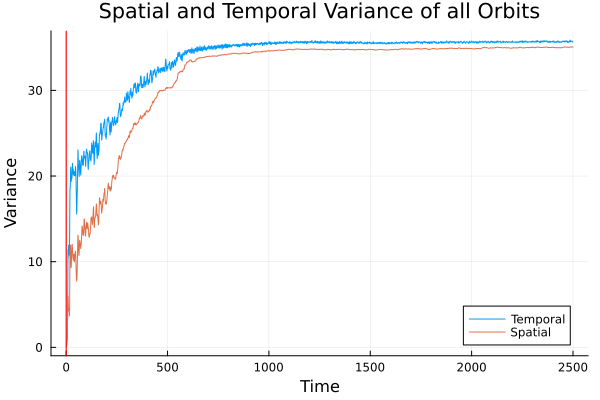 Spatial and Temporal Variance of all Orbits
Variance
30
20
10
0
Temporal
Spatial
0 500 1000 1500 2000 2500
Time